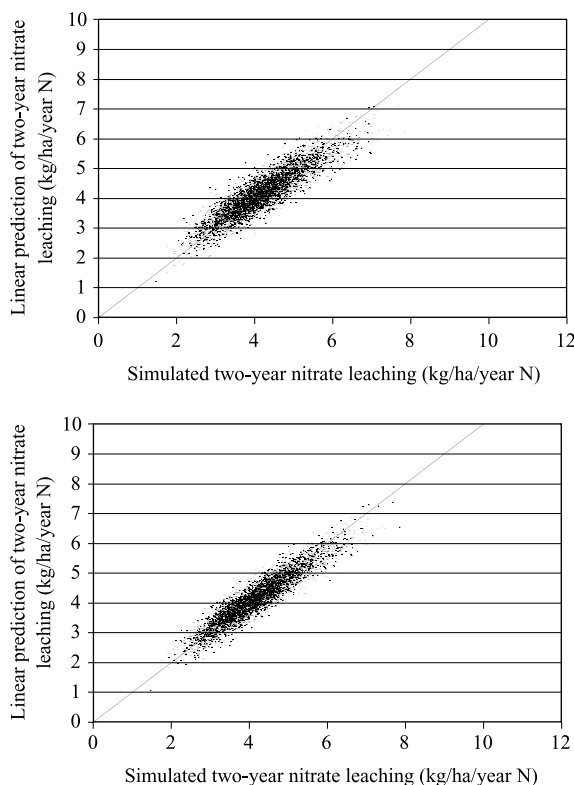 Linear prediction of two-year nitrate
leaching (kg/ha/year N)
10
9
8
7
6
5
4
3
2
1
0
0 2 4 6 8 10 12
Simulated two-year nitrate leaching (kg/ha/year N)
Linear prediction of two-year nitrate
leaching (kg/ha/year N)
10
9
8
7
6
5
4
3
2
1
0
0 2 4 6 8 10 12
Simulated two-year nitrate leaching (kg/ha/year N)